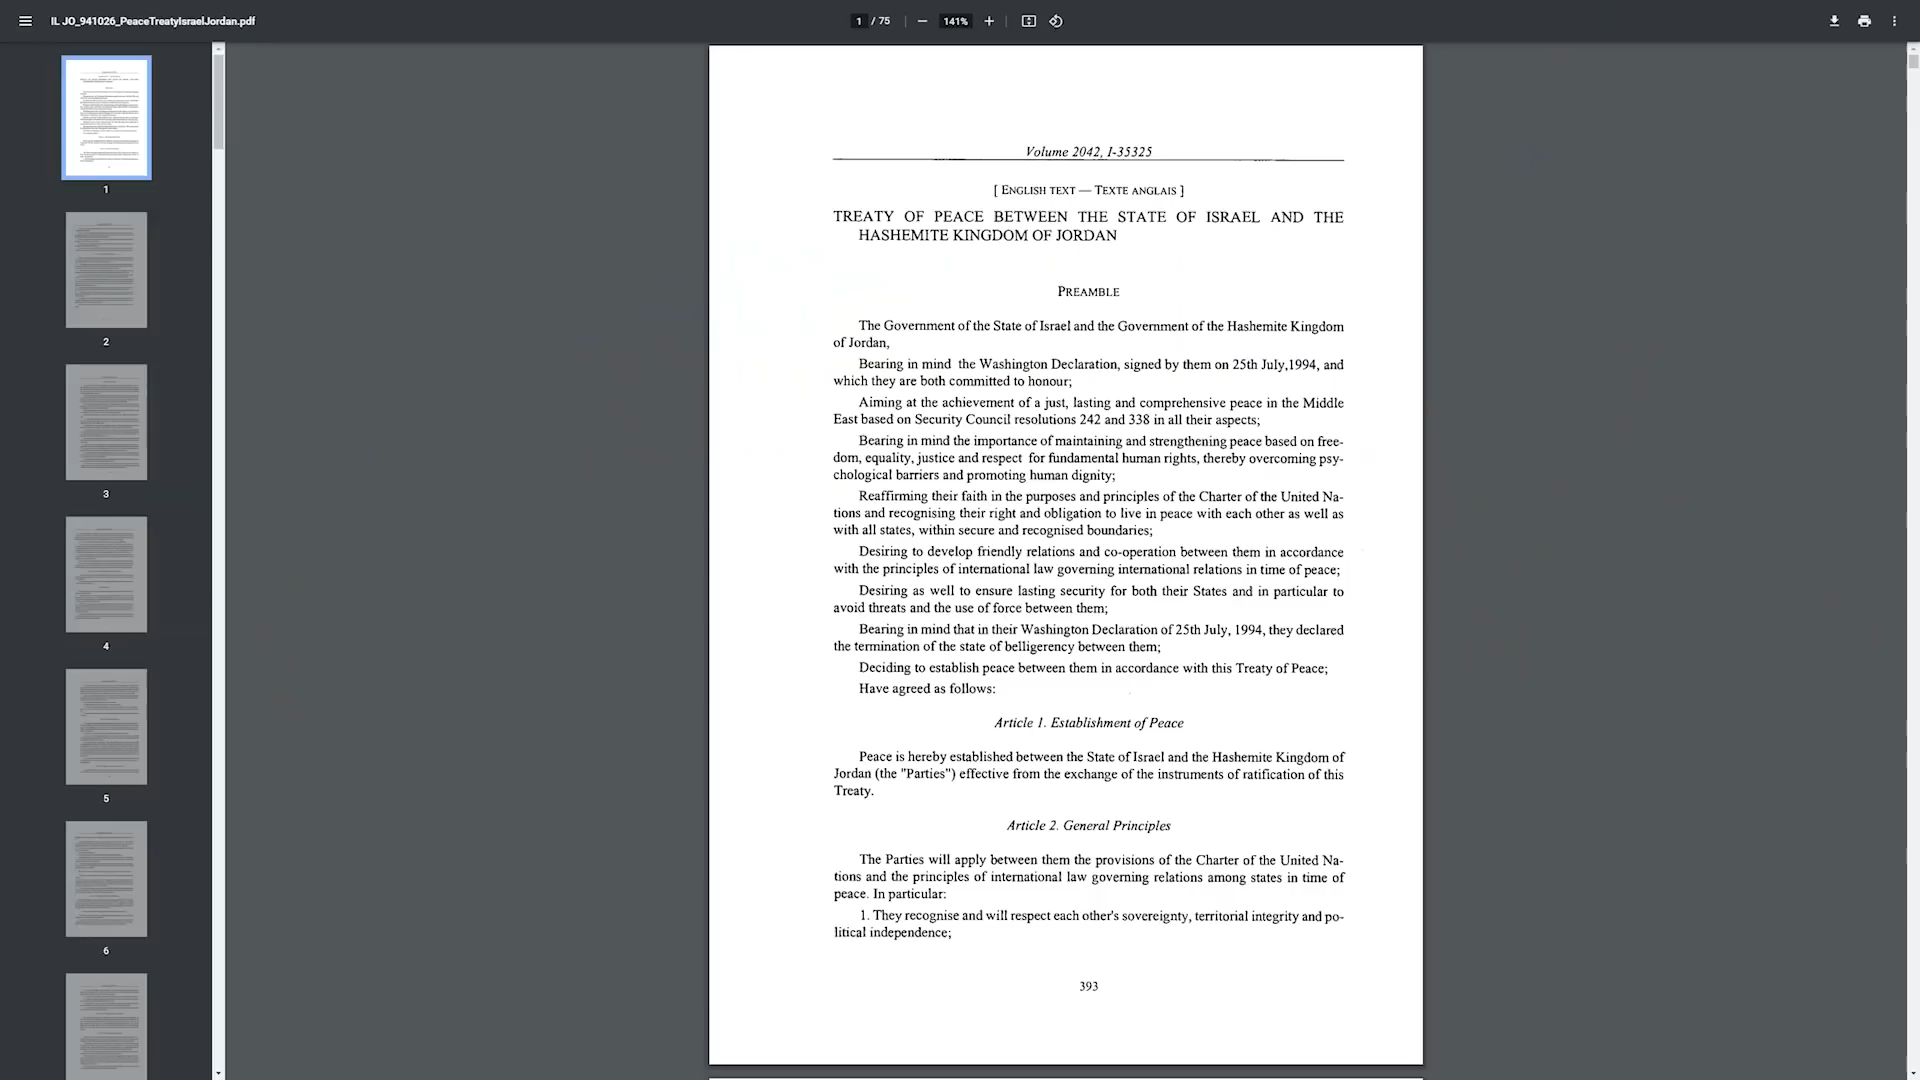 IL JO_941026_PeaceTreatyIsraelJordan.pdf
1 / 75
141%
1
2
3
4
5
6
Volume 2042, I-35325
[ ENGLISH TEXT — TEXTE ANGLAIS ]
TREATY OF PEACE BETWEEN THE STATE OF ISRAEL AND THE
HASHEMITE KINGDOM OF JORDAN
PREAMBLE
The Government of the State of Israel and the Government of the Hashemite Kingdom
of Jordan,
Bearing in mind the Washington Declaration, signed by them on 25th July,1994, and
which they are both committed to honour;
Aiming at the achievement of a just, lasting and comprehensive peace in the Middle
East based on Security Council resolutions 242 and 338 in all their aspects;
Bearing in mind the importance of maintaining and strengthening peace based on free-
dom, equality, justice and respect for fundamental human rights, thereby overcoming psy-
chological barriers and promoting human dignity;
Reaffirming their faith in the purposes and principles of the Charter of the United Na-
tions and recognising their right and obligation to live in peace with each other as well as
with all states, within secure and recognised boundaries;
Desiring to develop friendly relations and co-operation between them in accordance
with the principles of international law governing international relations in time of peace;
Desiring as well to ensure lasting security for both their States and in particular to
avoid threats and the use of force between them;
Bearing in mind that in their Washington Declaration of 25th July, 1994, they declared
the termination of the state of belligerency between them;
Deciding to establish peace between them in accordance with this Treaty of Peace;
Have agreed as follows:
Article 1. Establishment of Peace
Peace is hereby established between the State of Israel and the Hashemite Kingdom of
Jordan (the "Parties") effective from the exchange of the instruments of ratification of this
Treaty.
Article 2. General Principles
The Parties will apply between them the provisions of the Charter of the United Na-
tions and the principles of international law governing relations among states in time of
peace. In particular:
1. They recognise and will respect each other's sovereignty, territorial integrity and po-
litical independence;
393